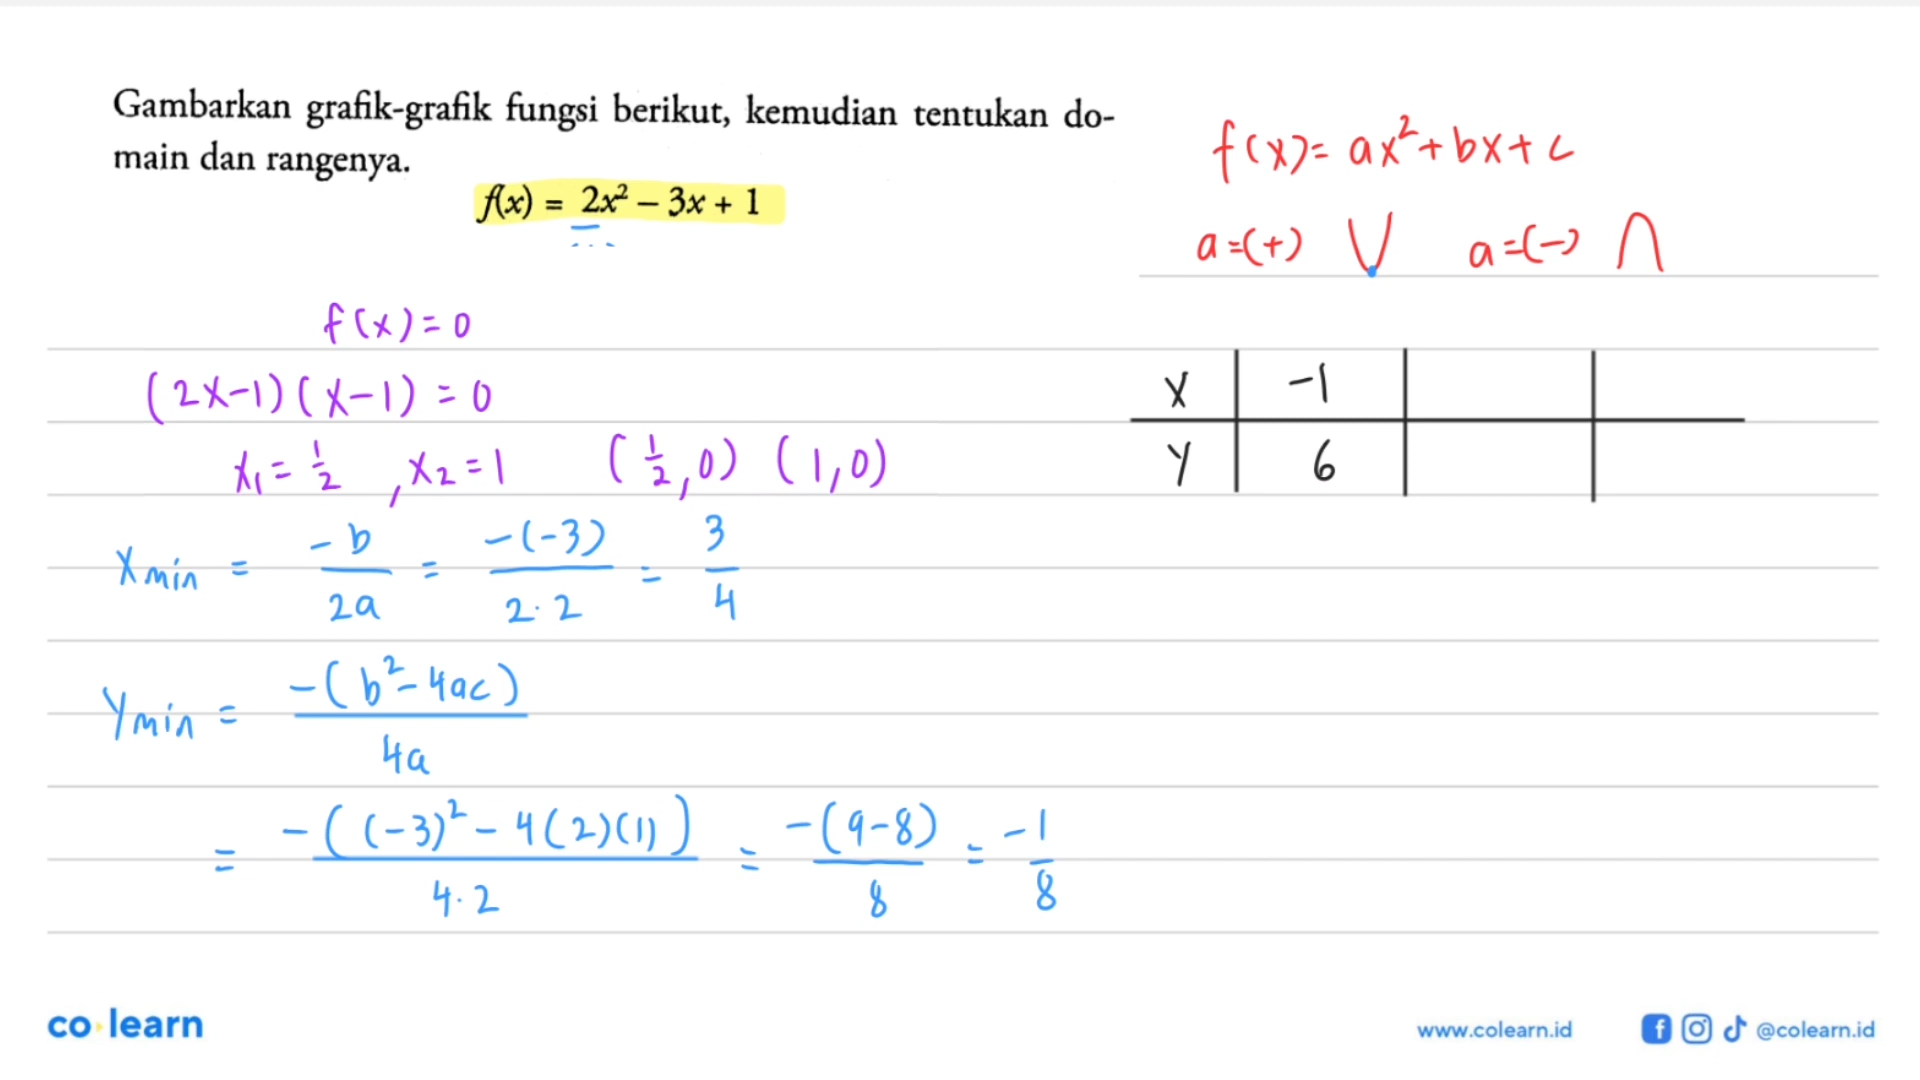 Gambarkan grafik-grafik fungsi berikut, kemudian tentukan do-
main dan rangenya.
f(x) = 2x² – 3x + 1
f(x) = ax² + bx + c
a = (+) a = (-)
f(x) = 0
(2x-1)(x-1) = 0
x₁ = 1/2 , x₂ = 1 (1/2, 0) (1, 0)
x | -1
y | 6
Xmin = -b/2a = -(-3)/2·2 = 3/4
Ymin = -(b² - 4ac)/4a
= -((-3)² - 4(2)(1))/4·2 = -(9-8)/8 = -1/8
co·learn
www.colearn.id @colearn.id